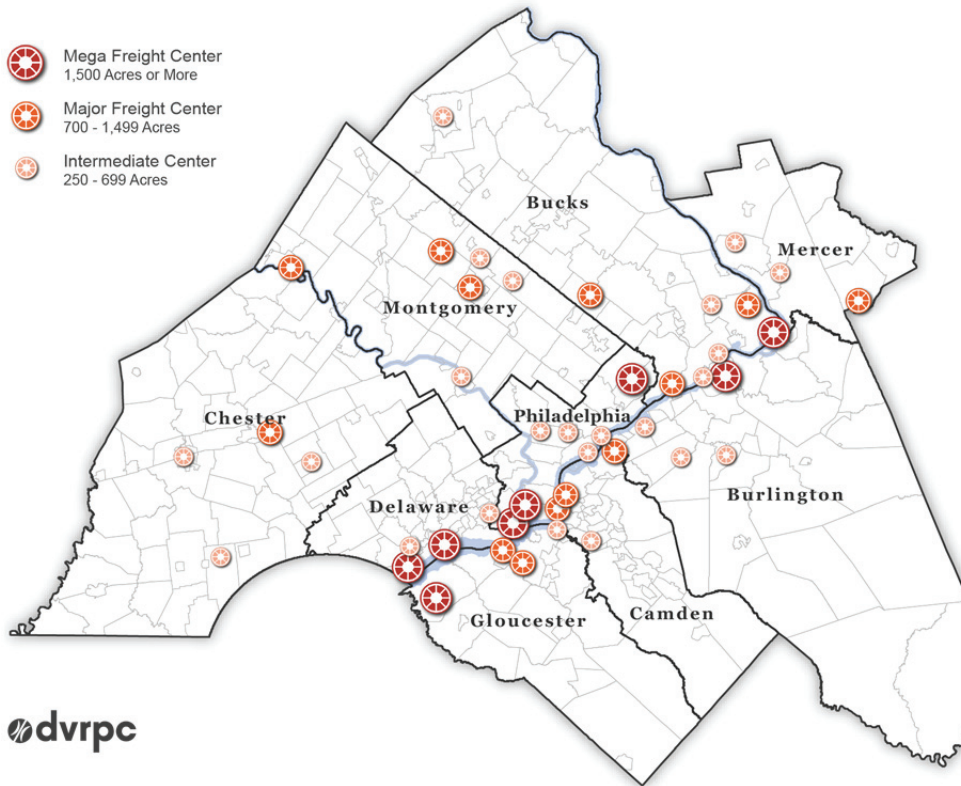 Mega Freight Center
1,500 Acres or More
Major Freight Center
700 - 1,499 Acres
Intermediate Center
250 - 699 Acres
Bucks
Mercer
Montgomery
Chester
Philadelphia
Delaware
Burlington
Gloucester
Camden
dvrpc